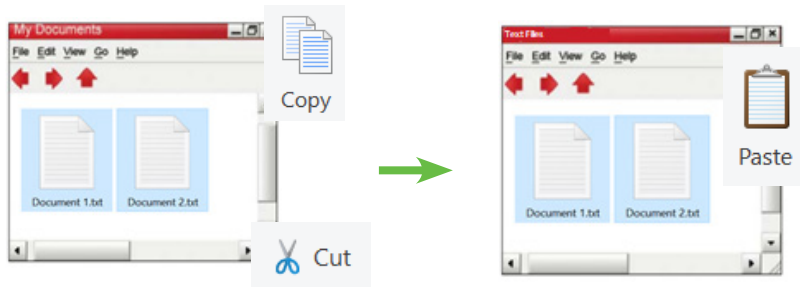 My Documents
File Edit View Go Help
Copy
Document 1.txt Document 2.txt
Cut
Text Files
File Edit View Go Help
Paste
Document 1.txt Document 2.txt